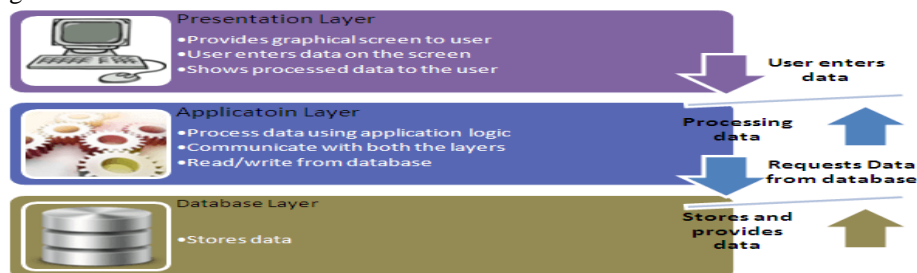 Presentation Layer
•Provides graphical screen to user
•User enters data on the screen
•Shows processed data to the user
User enters
data
Applicatoin Layer
•Process data using application logic
•Communicate with both the layers
•Read/write from database
Processing
data
Requests Data
from database
Database Layer
•Stores data
Stores and
provides
data